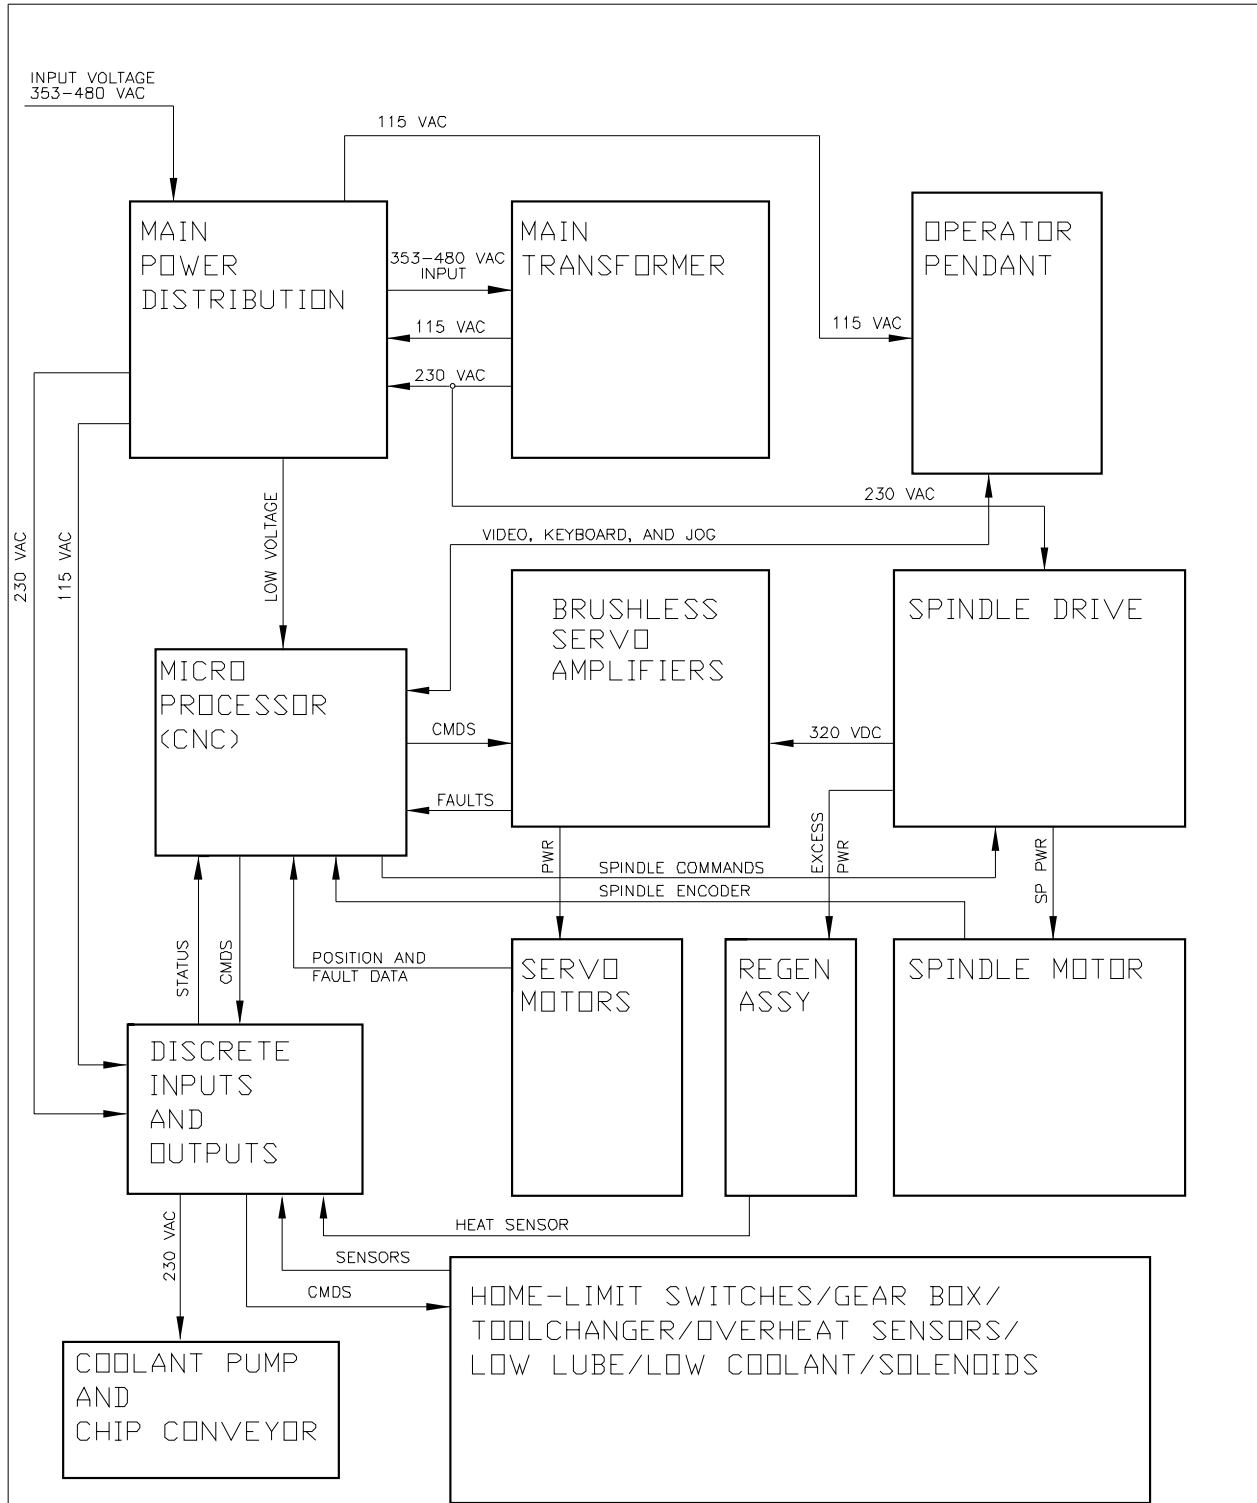 INPUT VOLTAGE
353-480 VAC
115 VAC
MAIN
POWER
DISTRIBUTION
353-480 VAC
INPUT
115 VAC
230 VAC
MAIN
TRANSFORMER
OPERATOR
PENDANT
115 VAC
230 VAC
115 VAC
LOW VOLTAGE
230 VAC
VIDEO, KEYBOARD, AND JOG
MICRO
PROCESSOR
(CNC)
CMDS
FAULTS
BRUSHLESS
SERVO
AMPLIFIERS
320 VDC
SPINDLE DRIVE
PWR
EXCESS
PWR
SP PWR
SPINDLE COMMANDS
SPINDLE ENCODER
STATUS
CMDS
POSITION AND
FAULT DATA
SERVO
MOTORS
REGEN
ASSY
SPINDLE MOTOR
DISCRETE
INPUTS
AND
OUTPUTS
HEAT SENSOR
230 VAC
SENSORS
CMDS
HOME-LIMIT SWITCHES/GEAR BOX/
TOOLCHANGER/OVERHEAT SENSORS/
LOW LUBE/LOW COOLANT/SOLENOIDS
COOLANT PUMP
AND
CHIP CONVEYOR